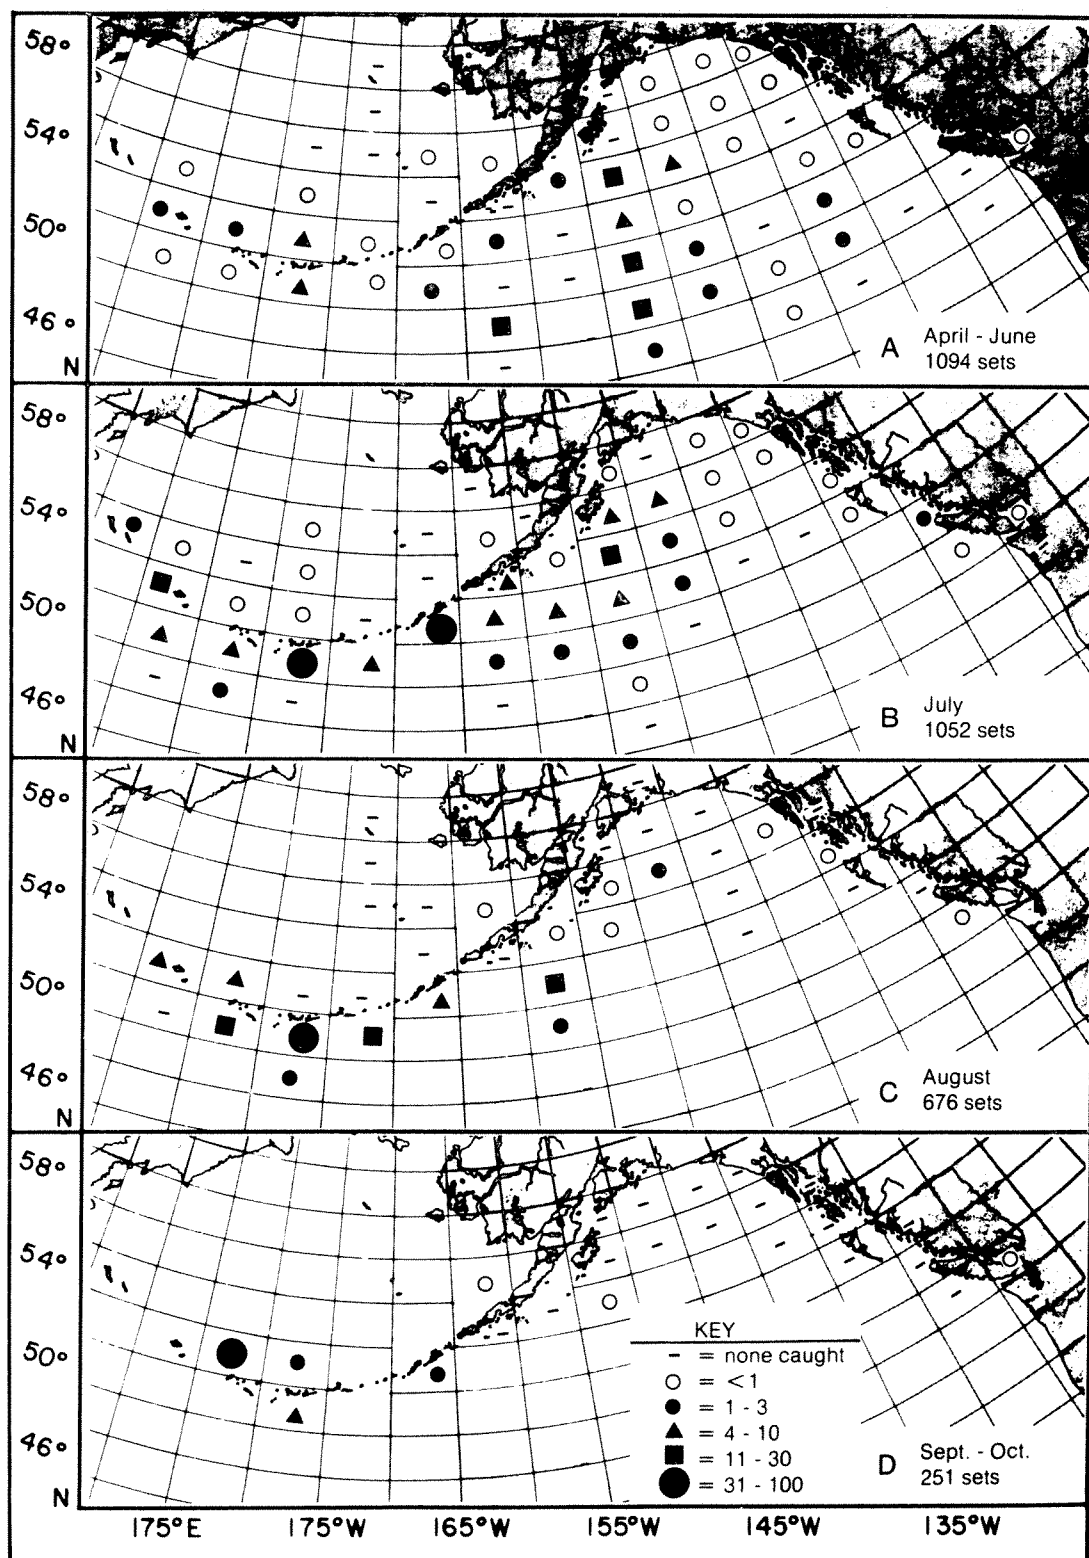 58°
54°
50°
46°
N
A April - June
1094 sets
58°
54°
50°
46°
N
B July
1052 sets
58°
54°
50°
46°
N
C August
676 sets
58°
54°
50°
46°
N
KEY
- = none caught
○ = <1
● = 1 - 3
▲ = 4 - 10
■ = 11 - 30
● = 31 - 100
D Sept. - Oct.
251 sets
175°E 175°W 165°W 155°W 145°W 135°W